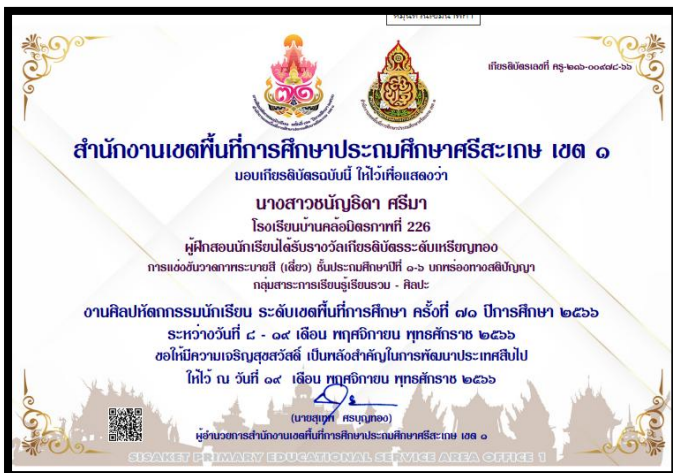 หมุนทวนเข็มนาฬิกา
เกียรติบัตรเลขที่ ครู-๒๘๖-๐๐๙๗๔-๖๖
สำนักงานเขตพื้นที่การศึกษาประถมศึกษาศรีสะเกษ เขต ๑
มอบเกียรติบัตรฉบับนี้ ให้ไว้เพื่อแสดงว่า
นางสาวชนัญธิดา ศรีมา
โรงเรียนบ้านคล้อมิตรภาพที่ 226
ผู้ฝึกสอนนักเรียนได้รับรางวัลเกียรติบัตรระดับเหรียญทอง
การแข่งขันวาดภาพระบายสี (เดี่ยว) ชั้นประถมศึกษาปีที่ ๑-๖ บกพร่องทางสติปัญญา
กลุ่มสาระการเรียนรู้เรียนรวม - ศิลปะ
งานศิลปหัตถกรรมนักเรียน ระดับเขตพื้นที่การศึกษา ครั้งที่ ๗๑ ปีการศึกษา ๒๕๖๖
ระหว่างวันที่ ๘ - ๑๙ เดือน พฤศจิกายน พุทธศักราช ๒๕๖๖
ขอให้มีความเจริญสุขสวัสดิ์ เป็นพลังสำคัญในการพัฒนาประเทศสืบไป
ให้ไว้ ณ วันที่ ๑๙ เดือน พฤศจิกายน พุทธศักราช ๒๕๖๖
ผู้อำนวยการสำนักงานเขตพื้นที่การศึกษาประถมศึกษาศรีสะเกษ เขต ๑
SISAKET PRIMARY EDUCATIONAL SERVICE AREA OFFICE 1